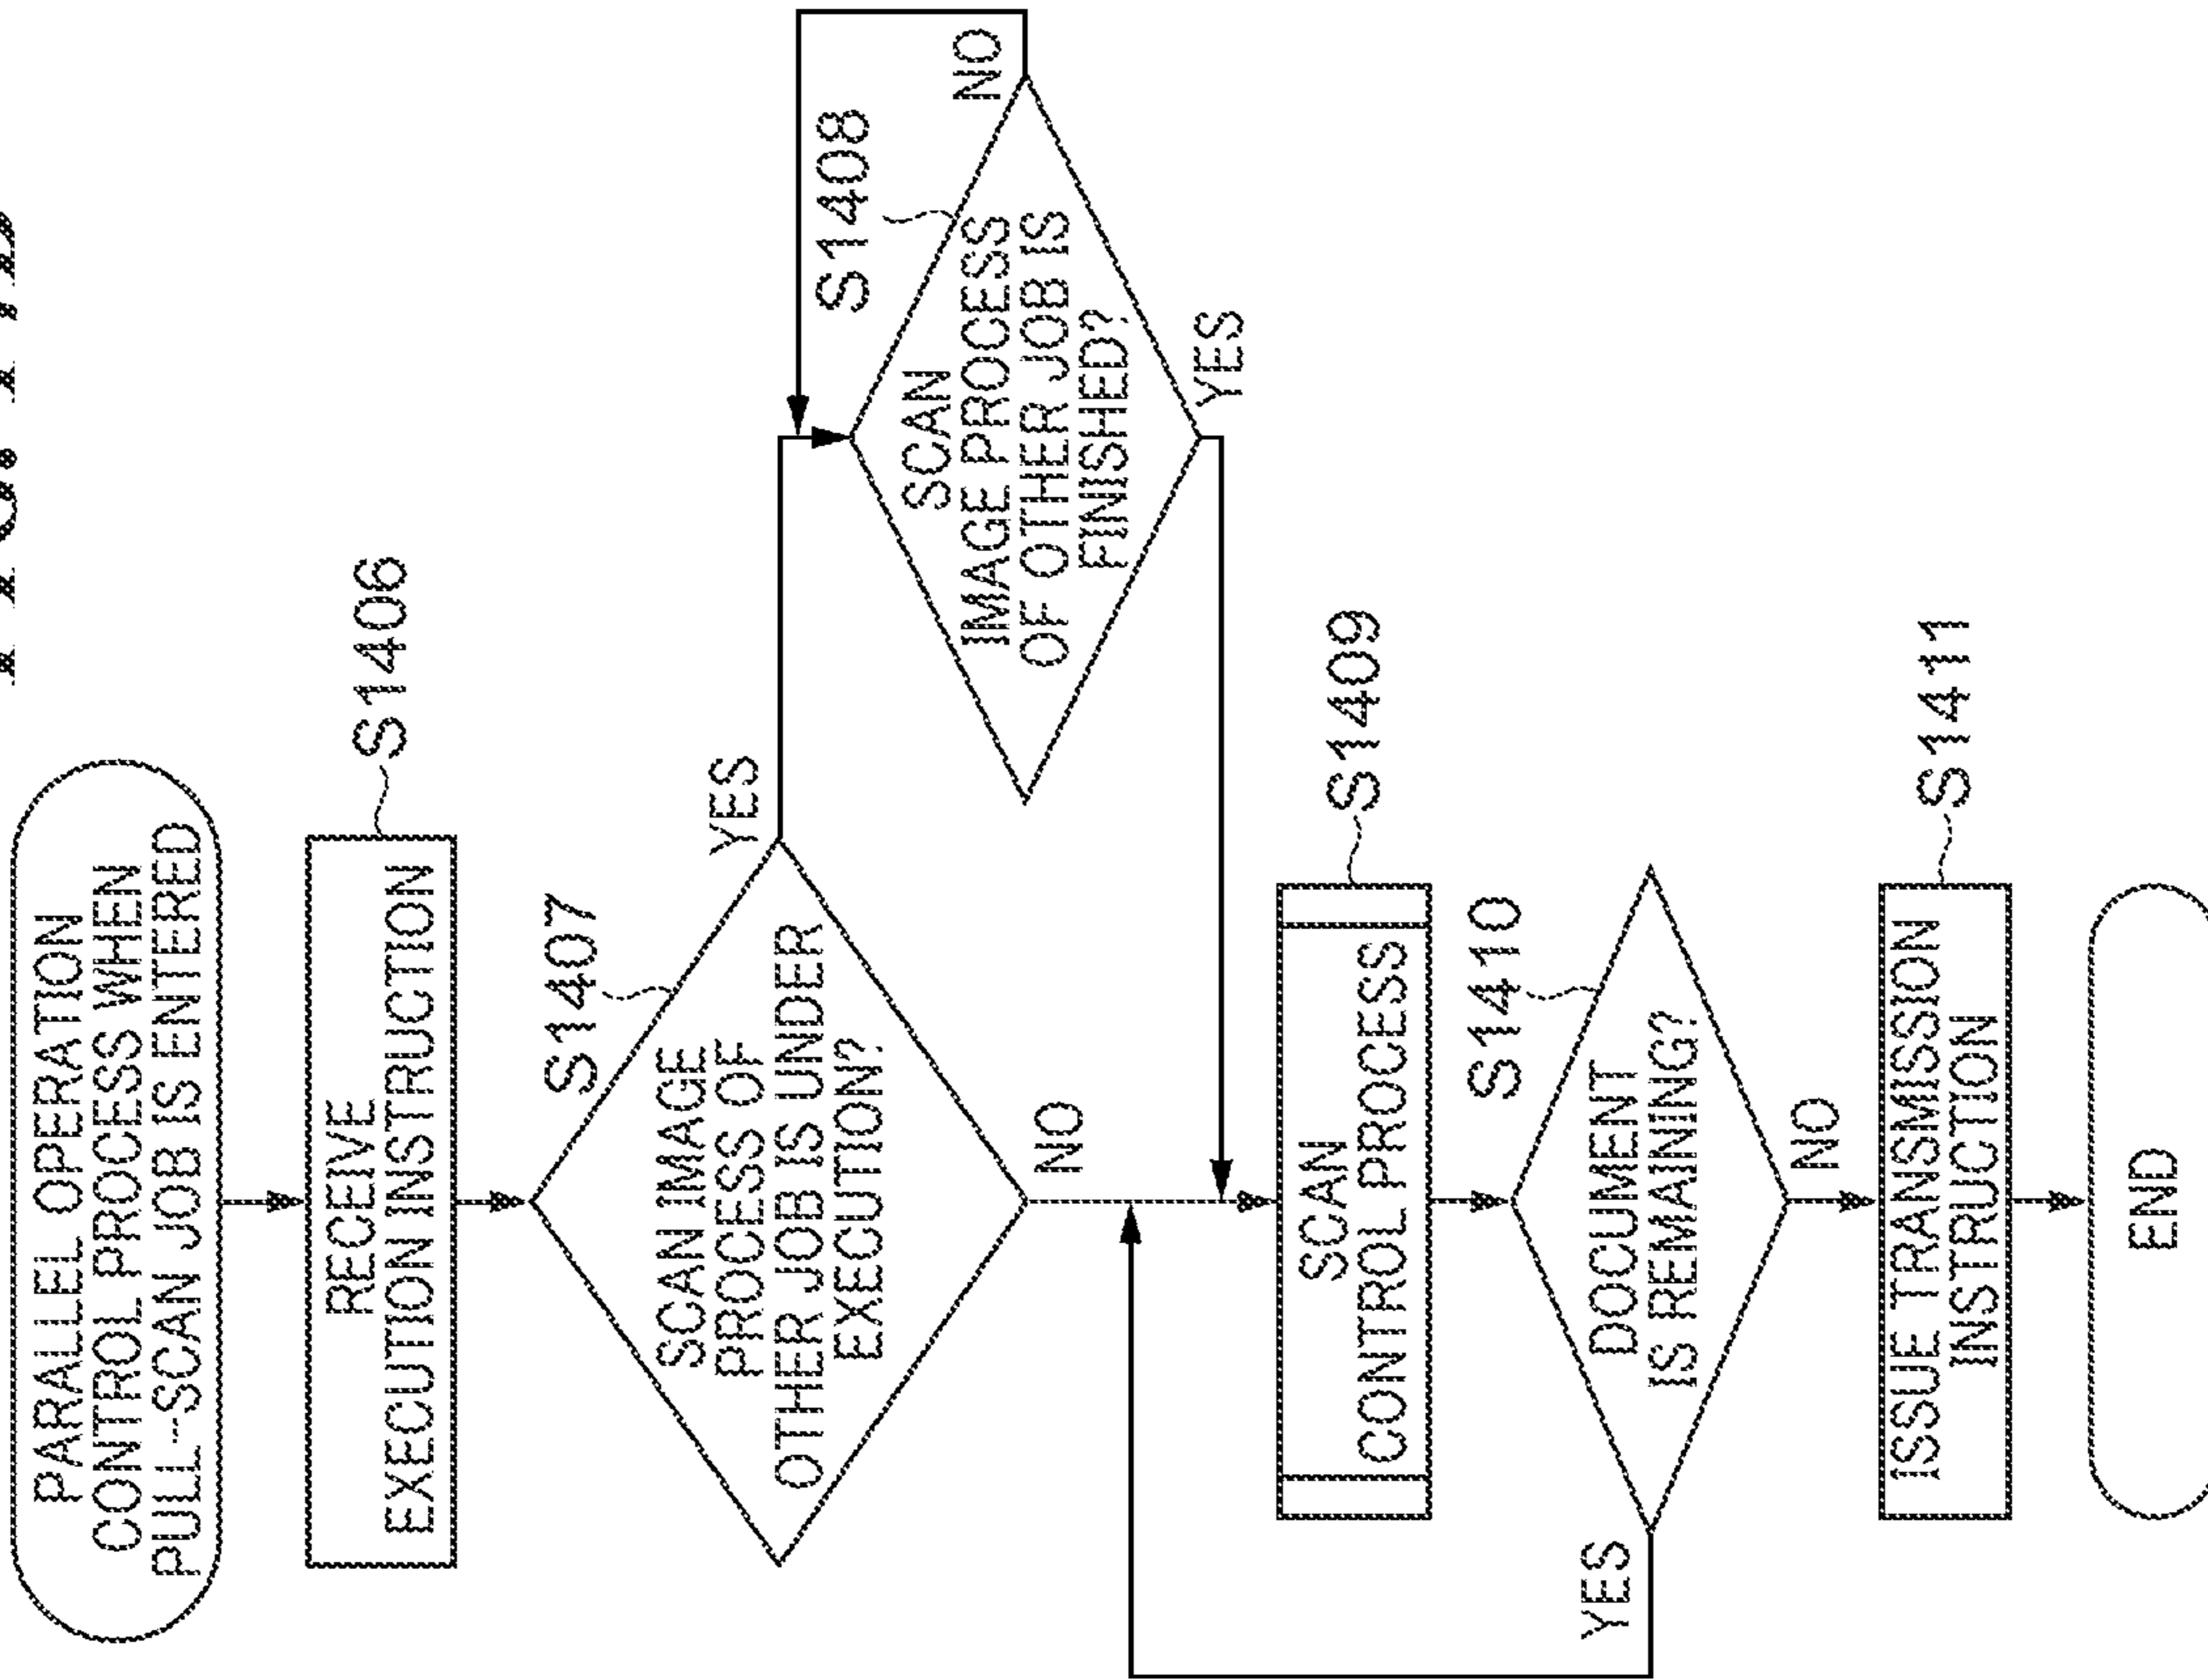 PARALLEL OPERATION
CONTROL PROCESS WHEN
PULL-SCAN JOB IS ENTERED
RECEIVE
EXECUTION INSTRUCTION
S1406
S1407
SCAN IMAGE
PROCESS OF
OTHER JOB IS UNDER
EXECUTION?
YES
NO
S1408
SCAN
IMAGE PROCESS
OF OTHER JOB IS
FINISHED?
NO
YES
SCAN
CONTROL PROCESS
S1409
S1410
DOCUMENT
IS REMAINING?
YES
NO
ISSUE TRANSMISSION
INSTRUCTION
S1411
END